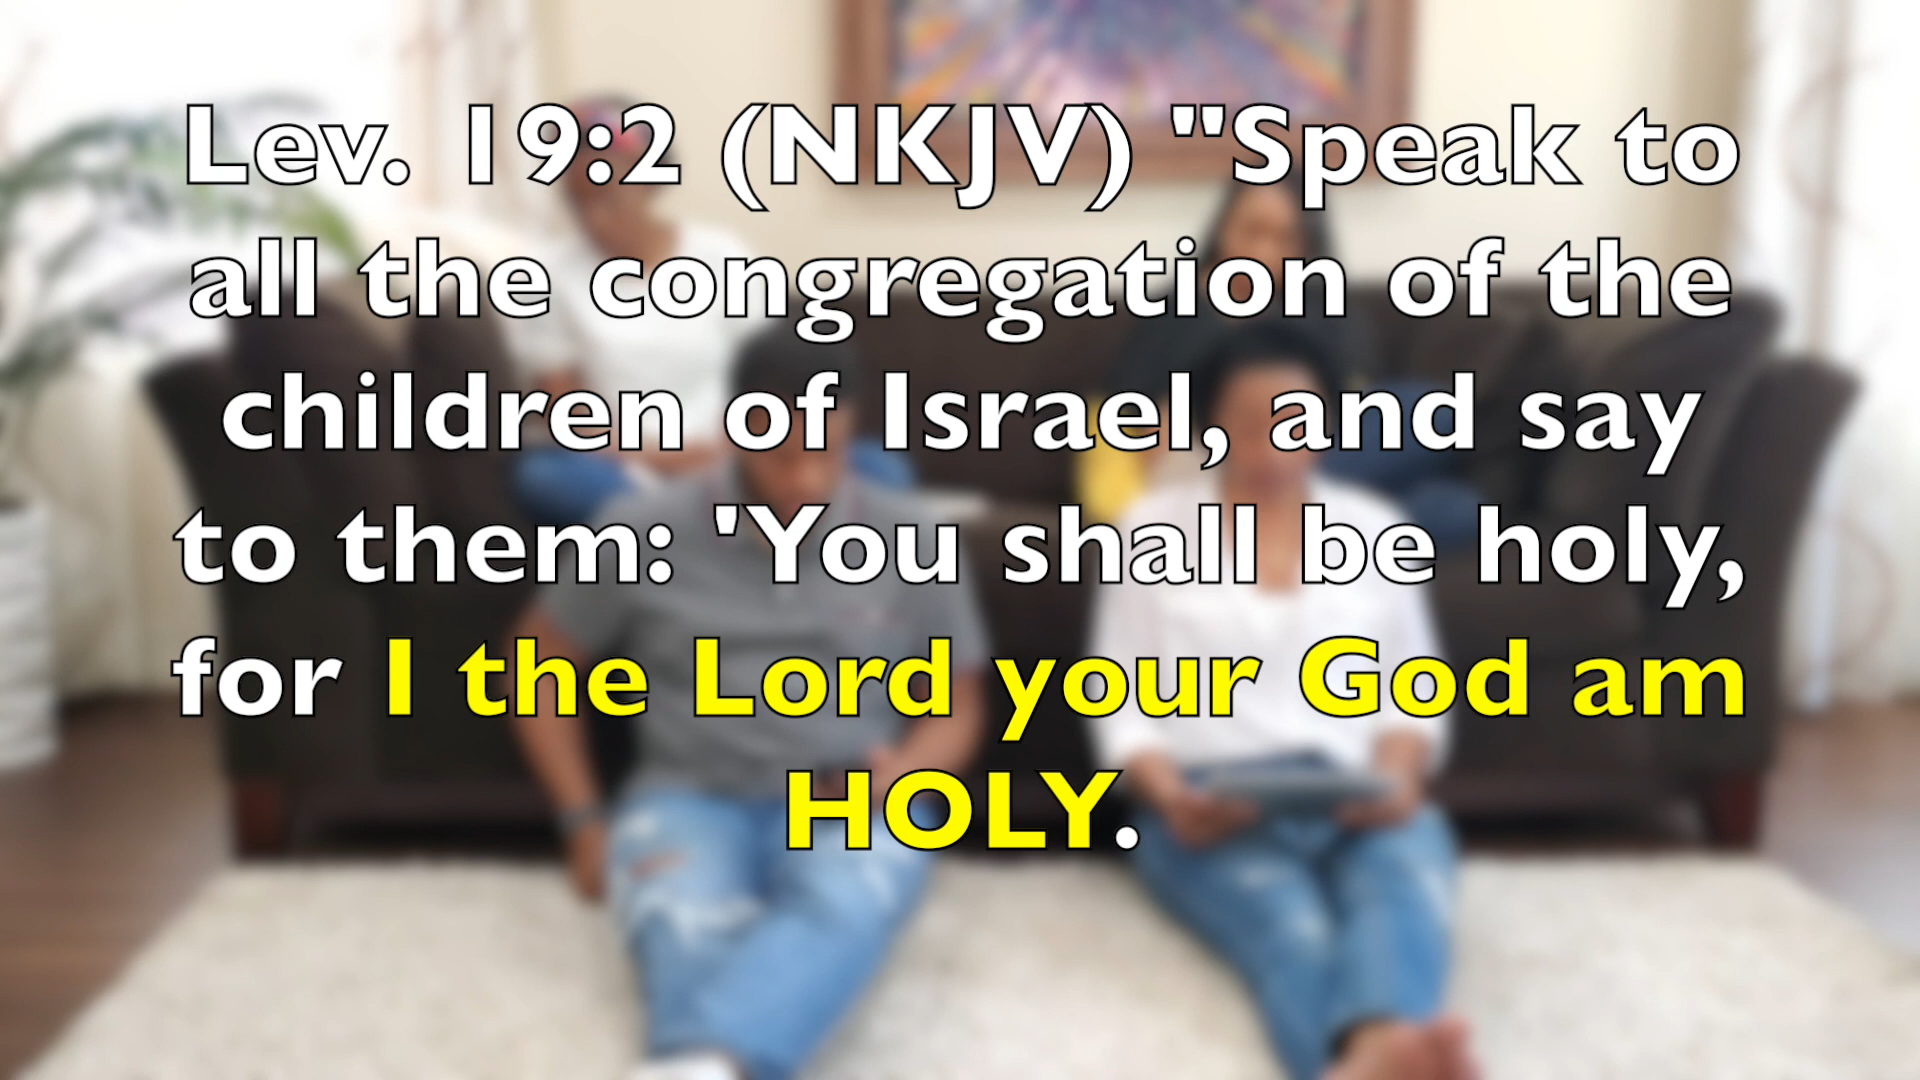 Lev. 19:2 (NKJV) "Speak to
all the congregation of the
children of Israel, and say
to them: 'You shall be holy,
for I the Lord your God am
HOLY.